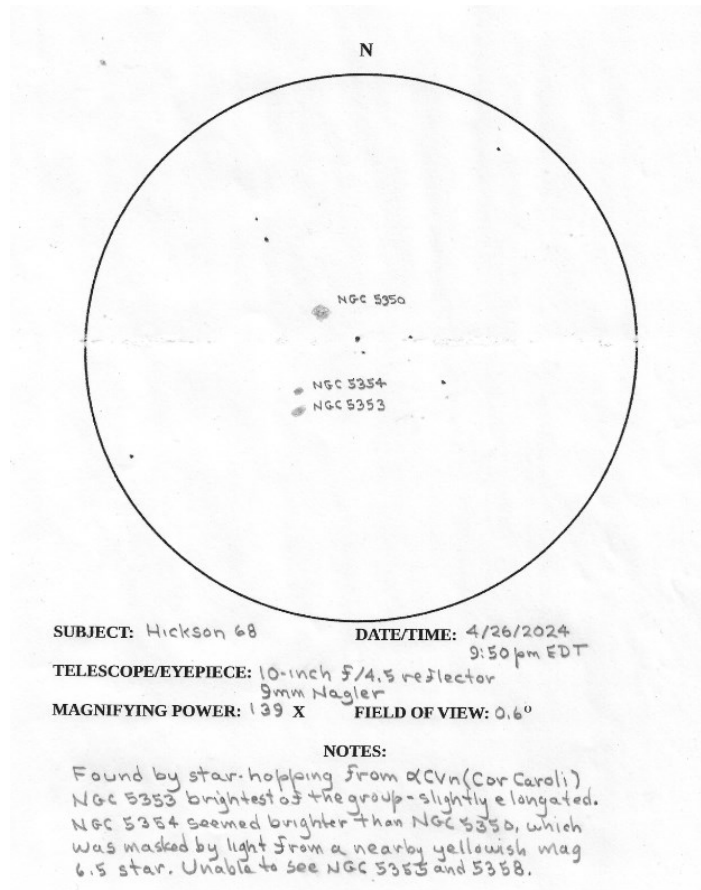 N
NGC 5350
NGC 5354
NGC 5353
SUBJECT: Hickson 68
DATE/TIME: 4/26/2024
9:50 pm EDT
TELESCOPE/EYEPIECE: 10-inch f/4.5 reflector
9mm Nagler
MAGNIFYING POWER: 139 X
FIELD OF VIEW: 0.6°
NOTES:
Found by star-hopping from αCVn (Cor Caroli)
NGC 5353 brightest of the group - slightly elongated.
NGC 5354 seemed brighter than NGC 5350, which
was masked by light from a nearby yellowish mag
6.5 star. Unable to see NGC 5355 and 5358.